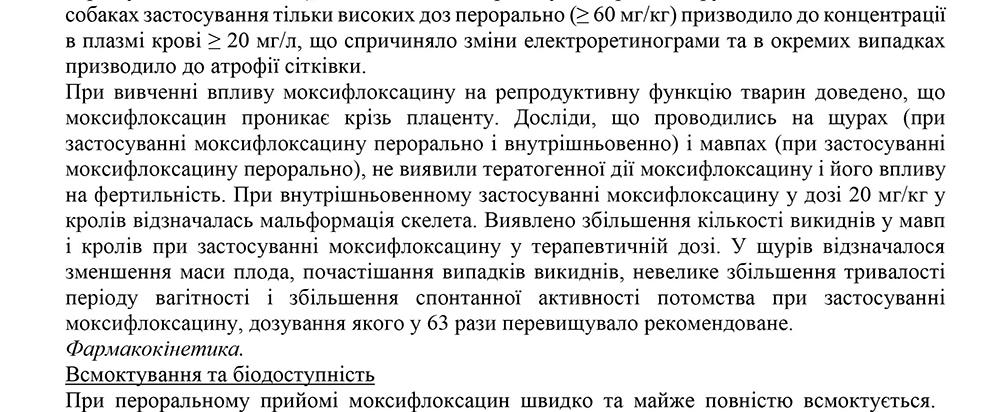 собаках застосування тільки високих доз перорально (≥ 60 мг/кг) призводило до концентрації
в плазмі крові ≥ 20 мг/л, що спричиняло зміни електроретинограми та в окремих випадках
призводило до атрофії сітківки.
При вивченні впливу моксифлоксацину на репродуктивну функцію тварин доведено, що
моксифлоксацин проникає крізь плаценту. Досліди, що проводились на щурах (при
застосуванні моксифлоксацину перорально і внутрішньовенно) і мавпах (при застосуванні
моксифлоксацину перорально), не виявили тератогенної дії моксифлоксацину і його впливу
на фертильність. При внутрішньовенному застосуванні моксифлоксацину у дозі 20 мг/кг у
кролів відзначалась мальформація скелета. Виявлено збільшення кількості викиднів у мавп
і кролів при застосуванні моксифлоксацину у терапевтичній дозі. У щурів відзначалося
зменшення маси плода, почастішання випадків викиднів, невелике збільшення тривалості
періоду вагітності і збільшення спонтанної активності потомства при застосуванні
моксифлоксацину, дозування якого у 63 рази перевищувало рекомендоване.
Фармакокінетика.
Всмоктування та біодоступність
При пероральному прийомі моксифлоксацин швидко та майже повністю всмоктується.